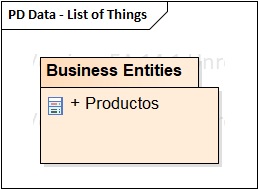 PD Data - List of Things
Business Entities
+ Productos